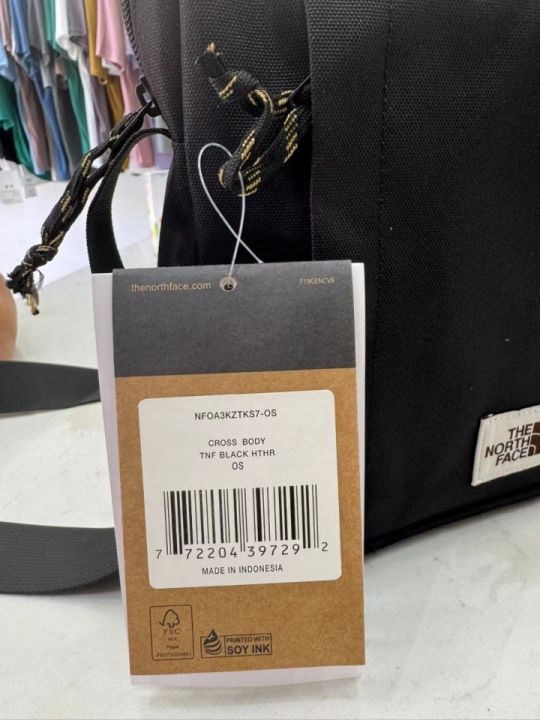 thenorthface.com
F19GENCVR
NF0A3KZTKS7-OS
CROSS BODY
TNF BLACK HTHR
OS
7 72204 39729 2
MADE IN INDONESIA
FSC
PRINTED WITH
SOY INK
THE
NORTH
FACE